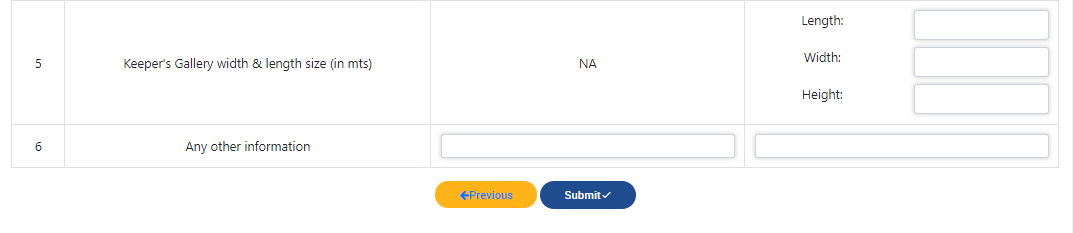 Length:
5 Keeper's Gallery width & length size (in mts) NA Width:
Height:
6 Any other information
Previous Submit